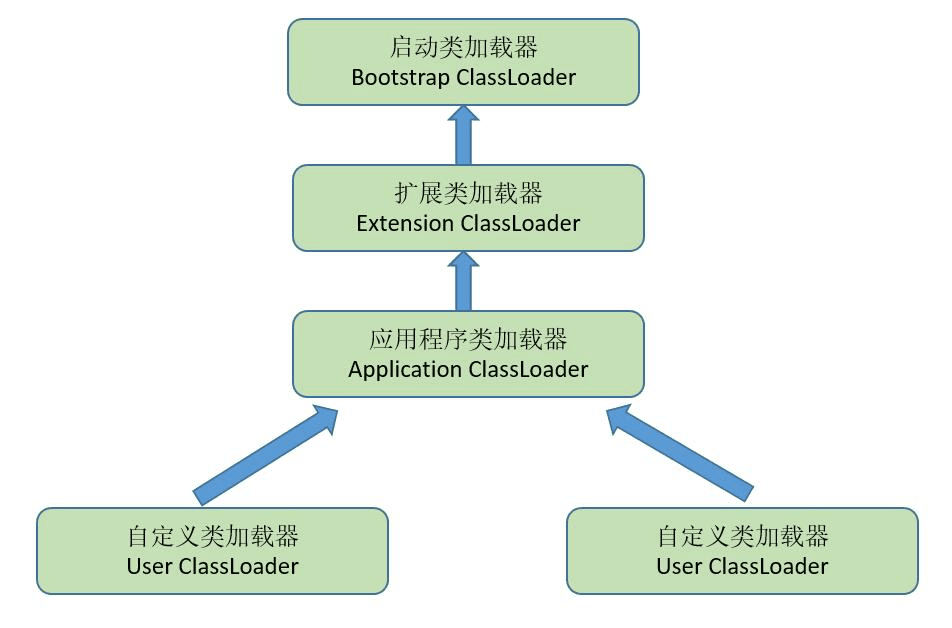 启动类加载器
Bootstrap ClassLoader
扩展类加载器
Extension ClassLoader
应用程序类加载器
Application ClassLoader
自定义类加载器
User ClassLoader
自定义类加载器
User ClassLoader